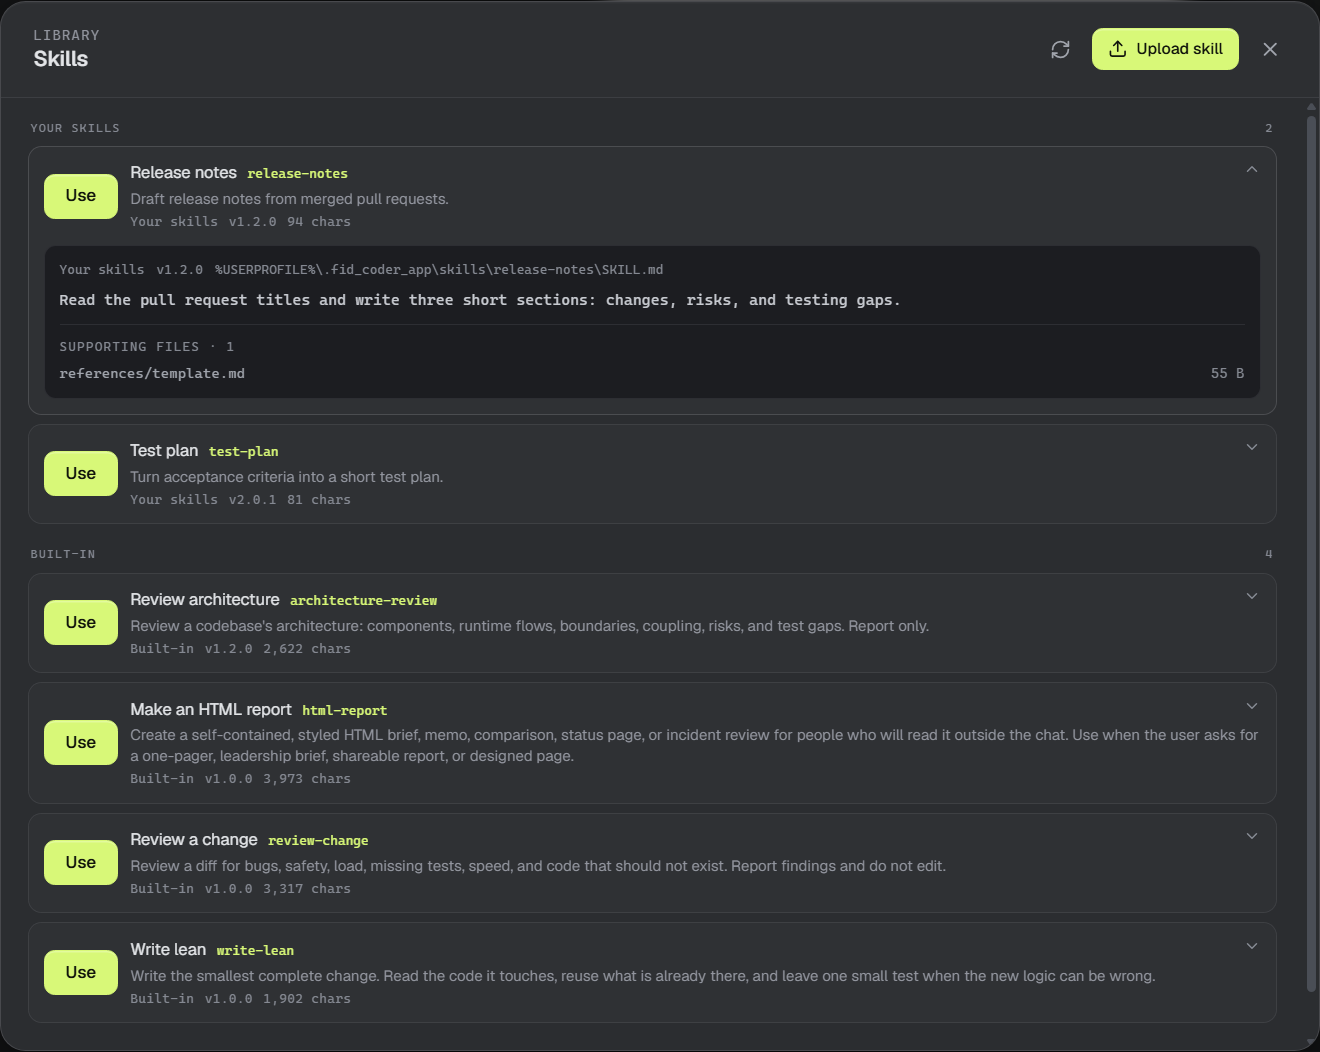 LIBRARY
Skills
Upload skill
YOUR SKILLS 2
Use
Release notes release-notes
Draft release notes from merged pull requests.
Your skills v1.2.0 94 chars
Your skills v1.2.0 %USERPROFILE%\.fid_coder_app\skills\release-notes\SKILL.md
Read the pull request titles and write three short sections: changes, risks, and testing gaps.
SUPPORTING FILES · 1
references/template.md 55 B
Use
Test plan test-plan
Turn acceptance criteria into a short test plan.
Your skills v2.0.1 81 chars
BUILT-IN 4
Use
Review architecture architecture-review
Review a codebase's architecture: components, runtime flows, boundaries, coupling, risks, and test gaps. Report only.
Built-in v1.2.0 2,622 chars
Use
Make an HTML report html-report
Create a self-contained, styled HTML brief, memo, comparison, status page, or incident review for people who will read it outside the chat. Use when the user asks for
a one-pager, leadership brief, shareable report, or designed page.
Built-in v1.0.0 3,973 chars
Use
Review a change review-change
Review a diff for bugs, safety, load, missing tests, speed, and code that should not exist. Report findings and do not edit.
Built-in v1.0.0 3,317 chars
Use
Write lean write-lean
Write the smallest complete change. Read the code it touches, reuse what is already there, and leave one small test when the new logic can be wrong.
Built-in v1.0.0 1,902 chars